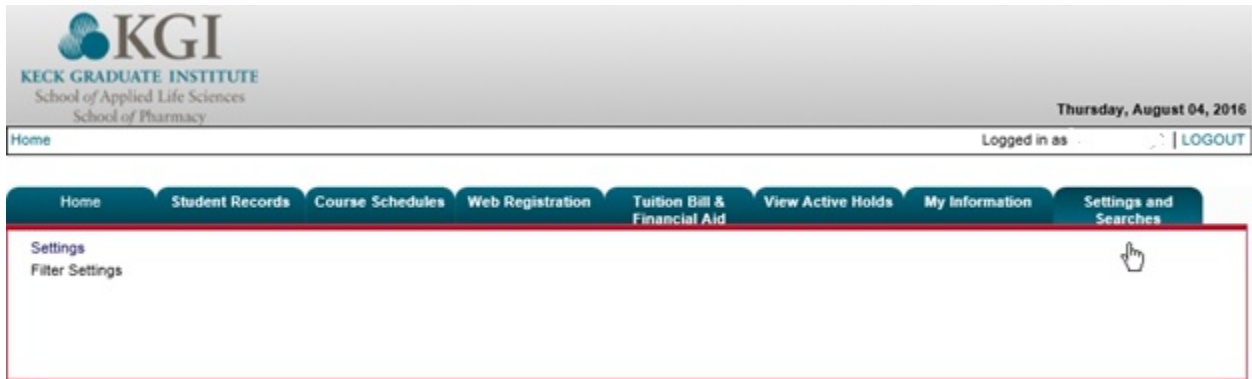 KGI
KECK GRADUATE INSTITUTE
School of Applied Life Sciences
School of Pharmacy
Thursday, August 04, 2016
Home
Logged in as
| LOGOUT
Home
Student Records
Course Schedules
Web Registration
Tuition Bill &
Financial Aid
View Active Holds
My Information
Settings and
Searches
Settings
Filter Settings